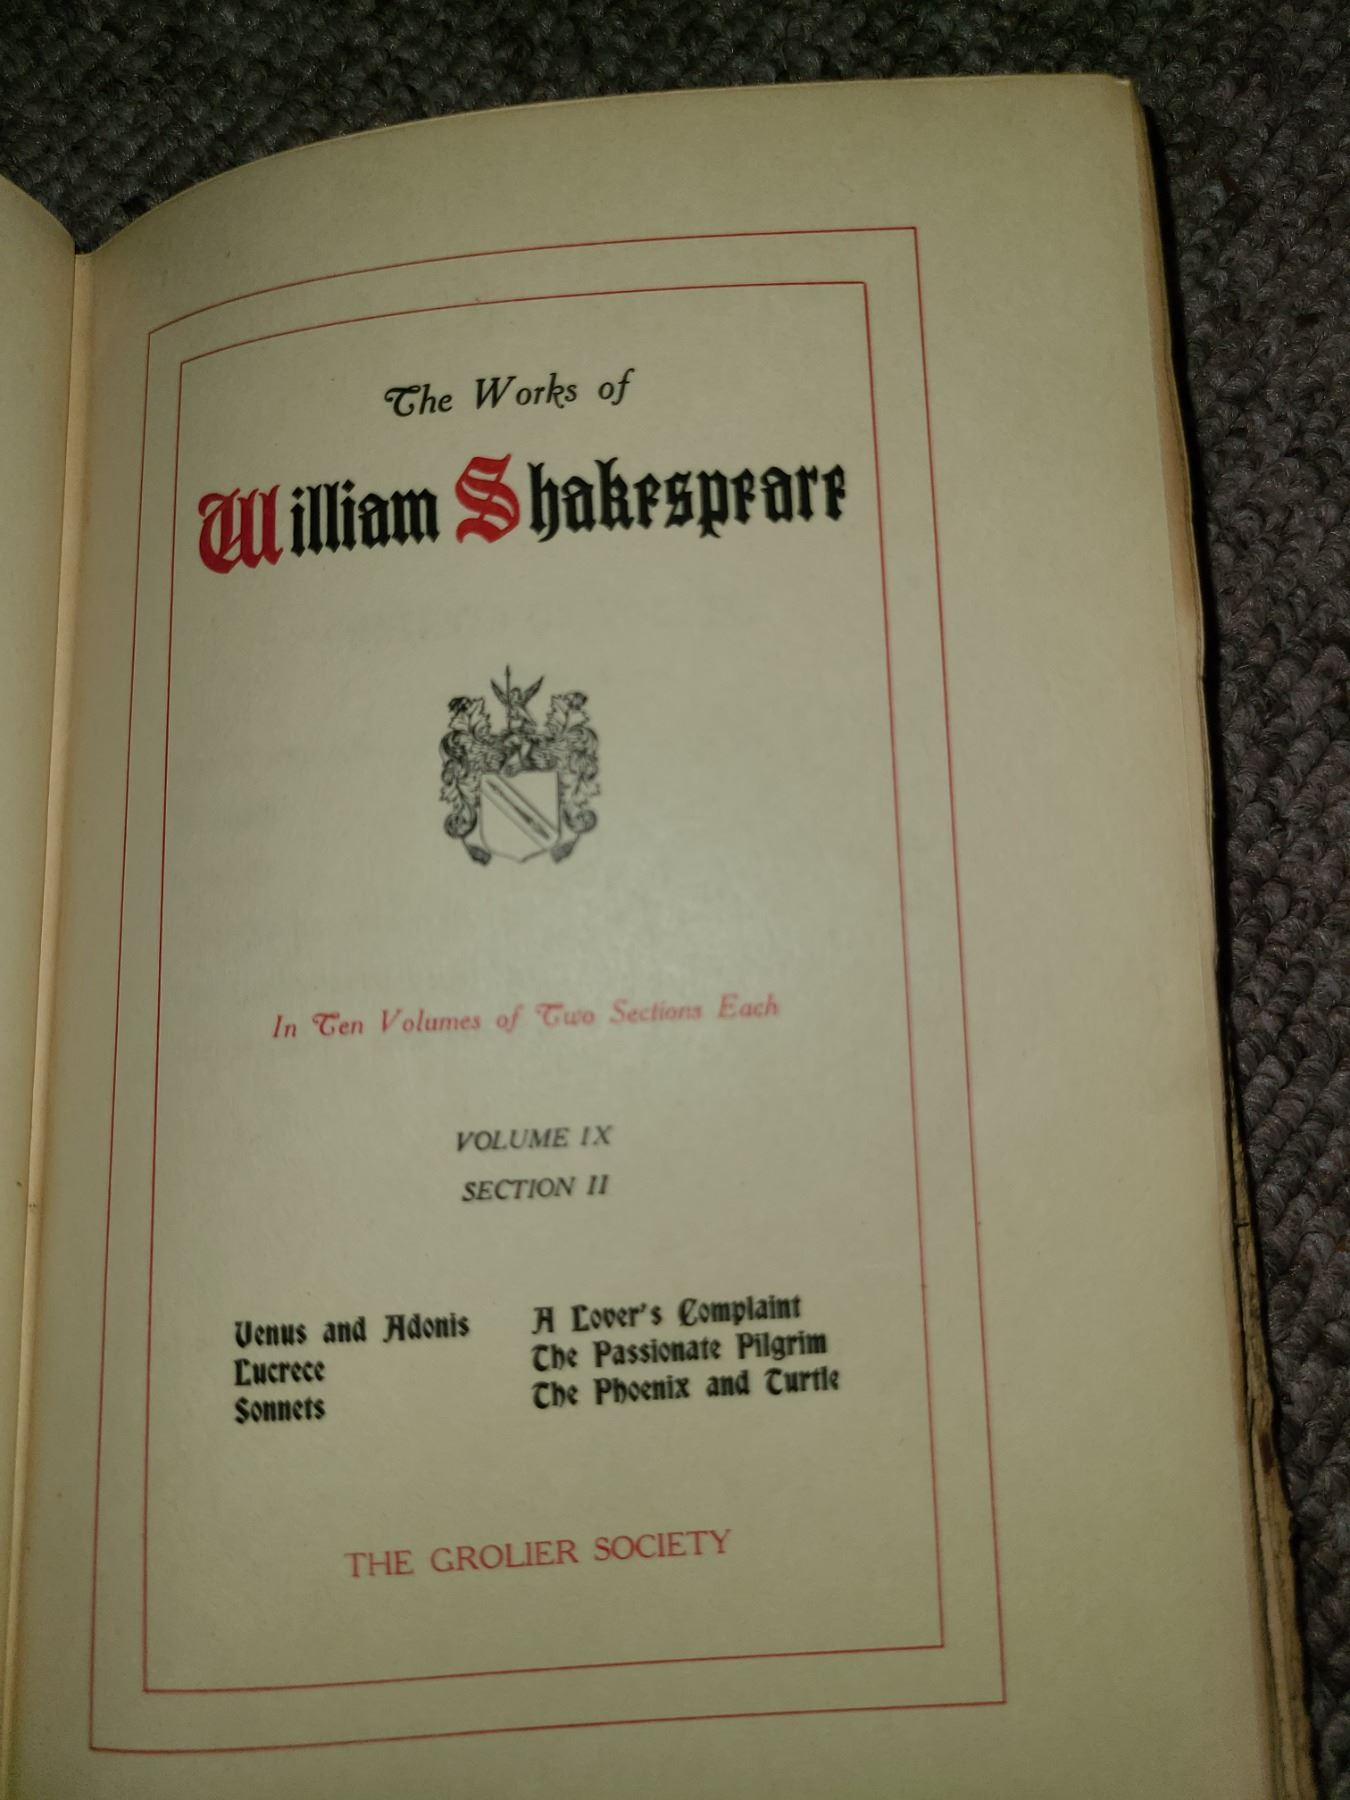 The Works of
William Shakespeare
In Ten Volumes of Two Sections Each
VOLUME IX
SECTION II
Venus and Adonis
Lucrece
Sonnets
A Lover's Complaint
The Passionate Pilgrim
The Phoenix and Turtle
THE GROLIER SOCIETY